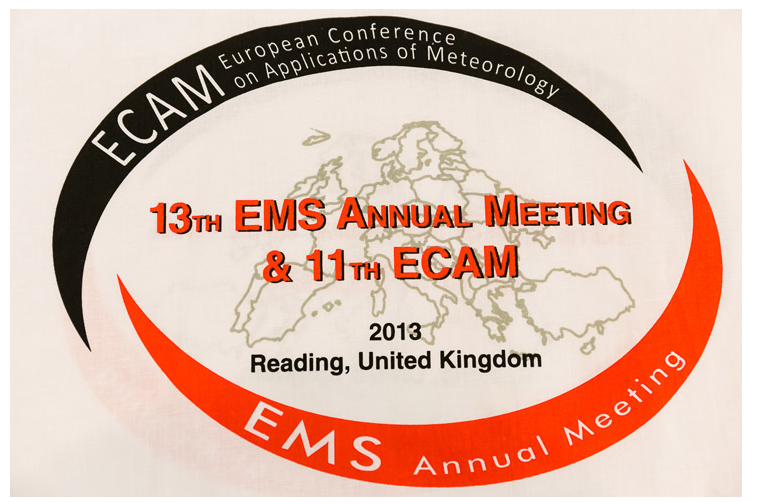 ECAM
European Conference
on Applications of Meteorology
13TH EMS ANNUAL MEETING
& 11TH ECAM
2013
Reading, United Kingdom
EMS Annual Meeting